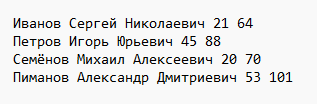 Иванов Сергей Николаевич 21 64
Петров Игорь Юрьевич 45 88
Семёнов Михаил Алексеевич 20 70
Пиманов Александр Дмитриевич 53 101